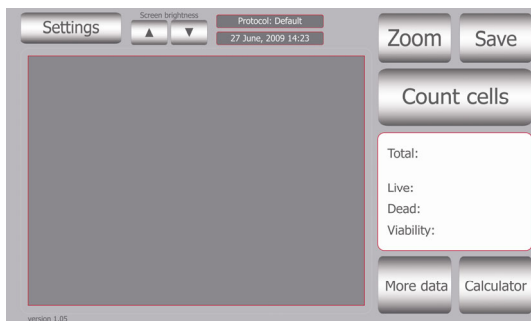 Settings
Screen brightness
Protocol: Default
27 June, 2009 14:23
Zoom
Save
Count cells
Total:
Live:
Dead:
Viability:
More data
Calculator
version 1.05